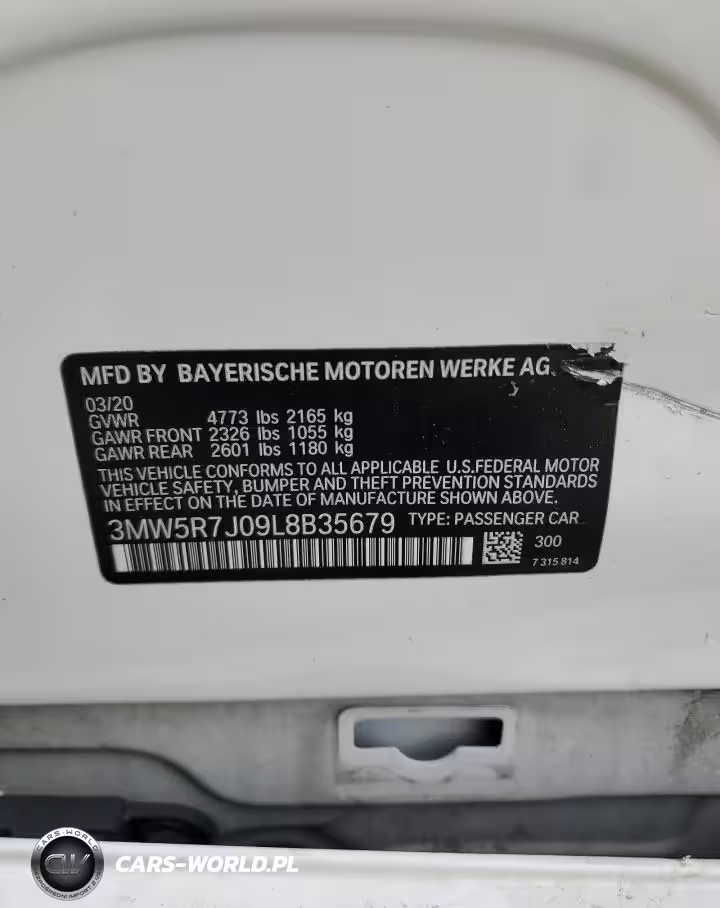 MFD BY BAYERISCHE MOTOREN WERKE AG
03/20
GVWR 4773 lbs 2165 kg
GAWR FRONT 2326 lbs 1055 kg
GAWR REAR 2601 lbs 1180 kg
THIS VEHICLE CONFORMS TO ALL APPLICABLE U.S.FEDERAL MOTOR
VEHICLE SAFETY, BUMPER AND THEFT PREVENTION STANDARDS
IN EFFECT ON THE DATE OF MANUFACTURE SHOWN ABOVE.
3MW5R7J09L8B35679 TYPE: PASSENGER CAR
300
7 315 814
CARS-WORLD
CW
CARS-WORLD.PL